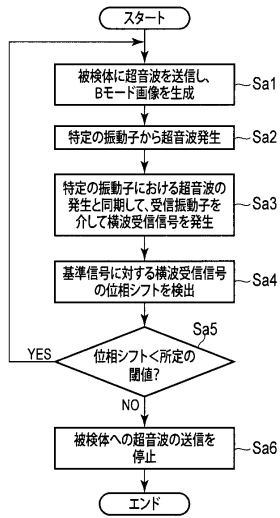 スタート
被検体に超音波を送信し、
Bモード画像を生成
Sa1
特定の振動子から超音波発生
Sa2
特定の振動子における超音波の
発生と同期して、受信振動子を
介して横波受信信号を発生
Sa3
基準信号に対する横波受信信号
の位相シフトを検出
Sa4
Sa5
YES
位相シフト<所定の
閾値?
NO
被検体への超音波の送信を
停止
Sa6
エンド